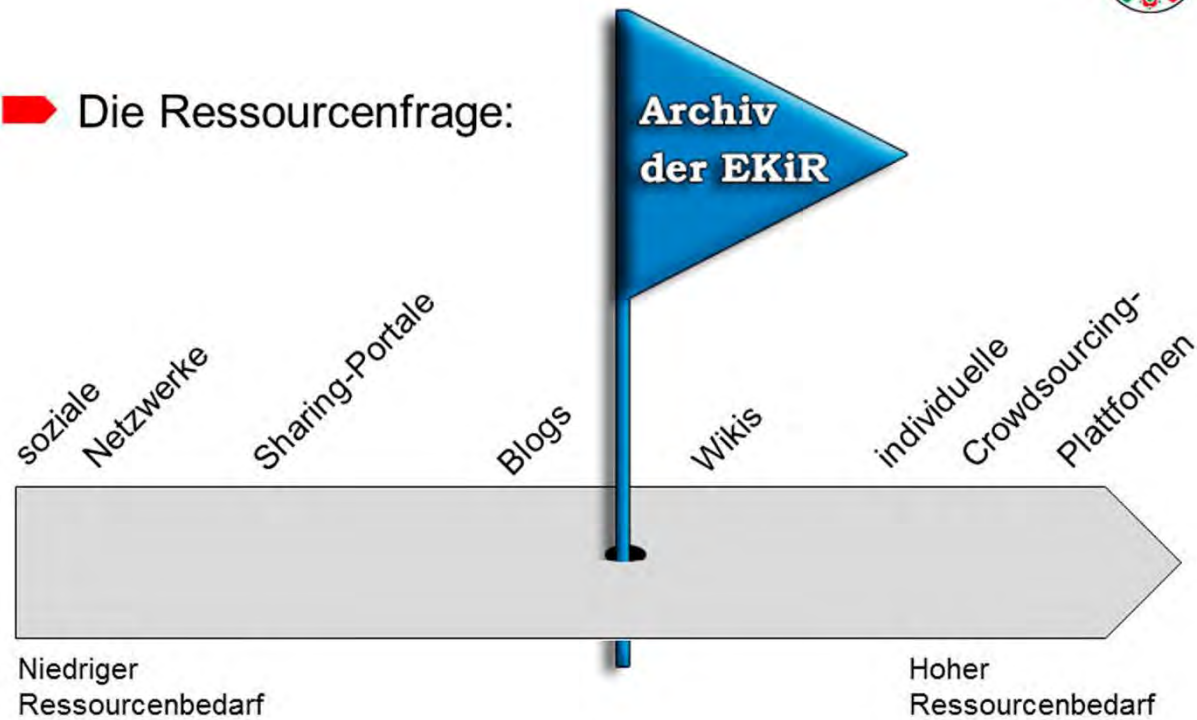 Die Ressourcenfrage:
Archiv
der EKiR
soziale
Netzwerke
Sharing-Portale
Blogs
Wikis
individuelle
Crowdsourcing-
Plattformen
Niedriger
Ressourcenbedarf
Hoher
Ressourcenbedarf